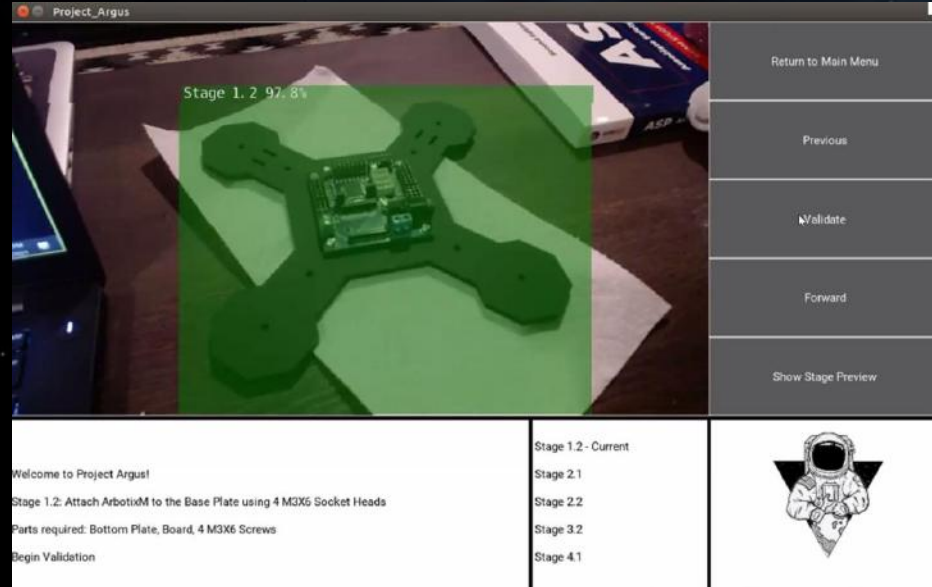 Project_Argus
Stage 1.2 97.8%
AS
ASP
Return to Main Menu
Previous
Validate
Forward
Show Stage Preview
Welcome to Project Argus!
Stage 1.2: Attach ArbotixM to the Base Plate using 4 M3X6 Socket Heads
Parts required: Bottom Plate, Board, 4 M3X6 Screws
Begin Validation
Stage 1.2 - Current
Stage 2.1
Stage 2.2
Stage 3.2
Stage 4.1